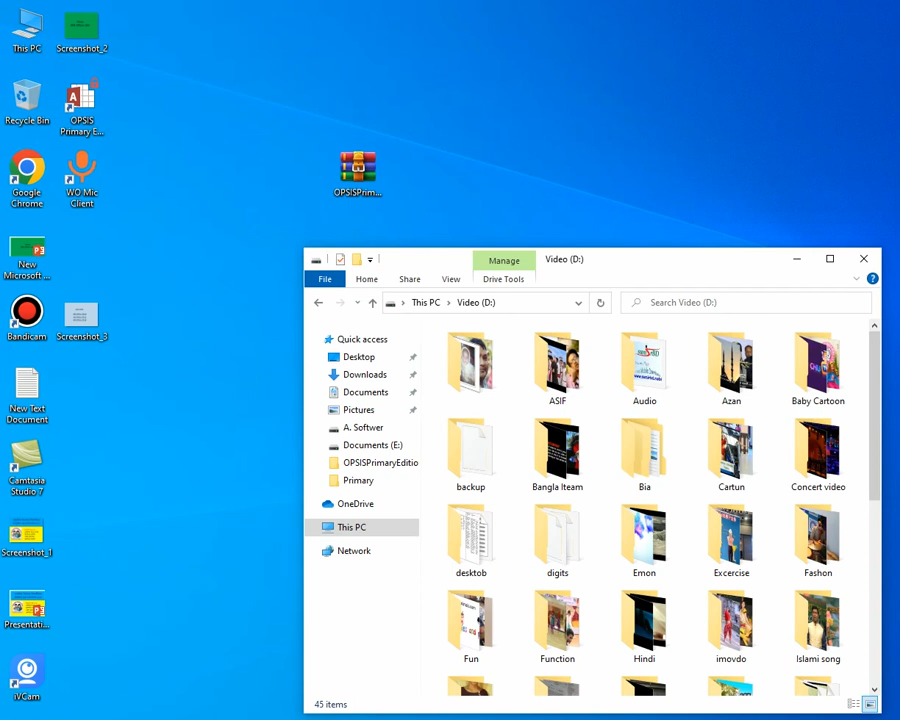 This PC
Screenshot_2
Recycle Bin
OPSIS
Primary E...
Google
Chrome
WO Mic
Client
New
Microsoft ...
Bandicam
Screenshot_3
New Text
Document
Camtasia
Studio 7
Screenshot_1
Presentati...
iVCam
OPSISPrim...
Manage
Video (D:)
File
Home
Share
View
Drive Tools
This PC
Video (D:)
Search Video (D:)
Quick access
Desktop
Downloads
Documents
Pictures
A. Softwer
Documents (E:)
OPSISPrimaryEditio
Primary
OneDrive
This PC
Network
ASIF
Audio
Azan
Baby Cartoon
backup
Bangla Iteam
Bia
Cartun
Concert video
desktob
digits
Emon
Excercise
Fashon
Fun
Function
Hindi
imovdo
Islami song
45 items